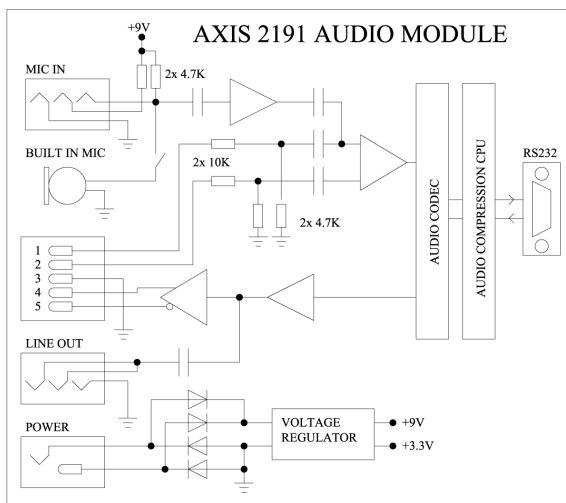 AXIS 2191 AUDIO MODULE
+9V
MIC IN
2x 4.7K
BUILT IN MIC
2x 10K
2x 4.7K
AUDIO CODEC
AUDIO COMPRESSION CPU
RS232
1
2
3
4
5
LINE OUT
POWER
VOLTAGE
REGULATOR
+9V
+3.3V